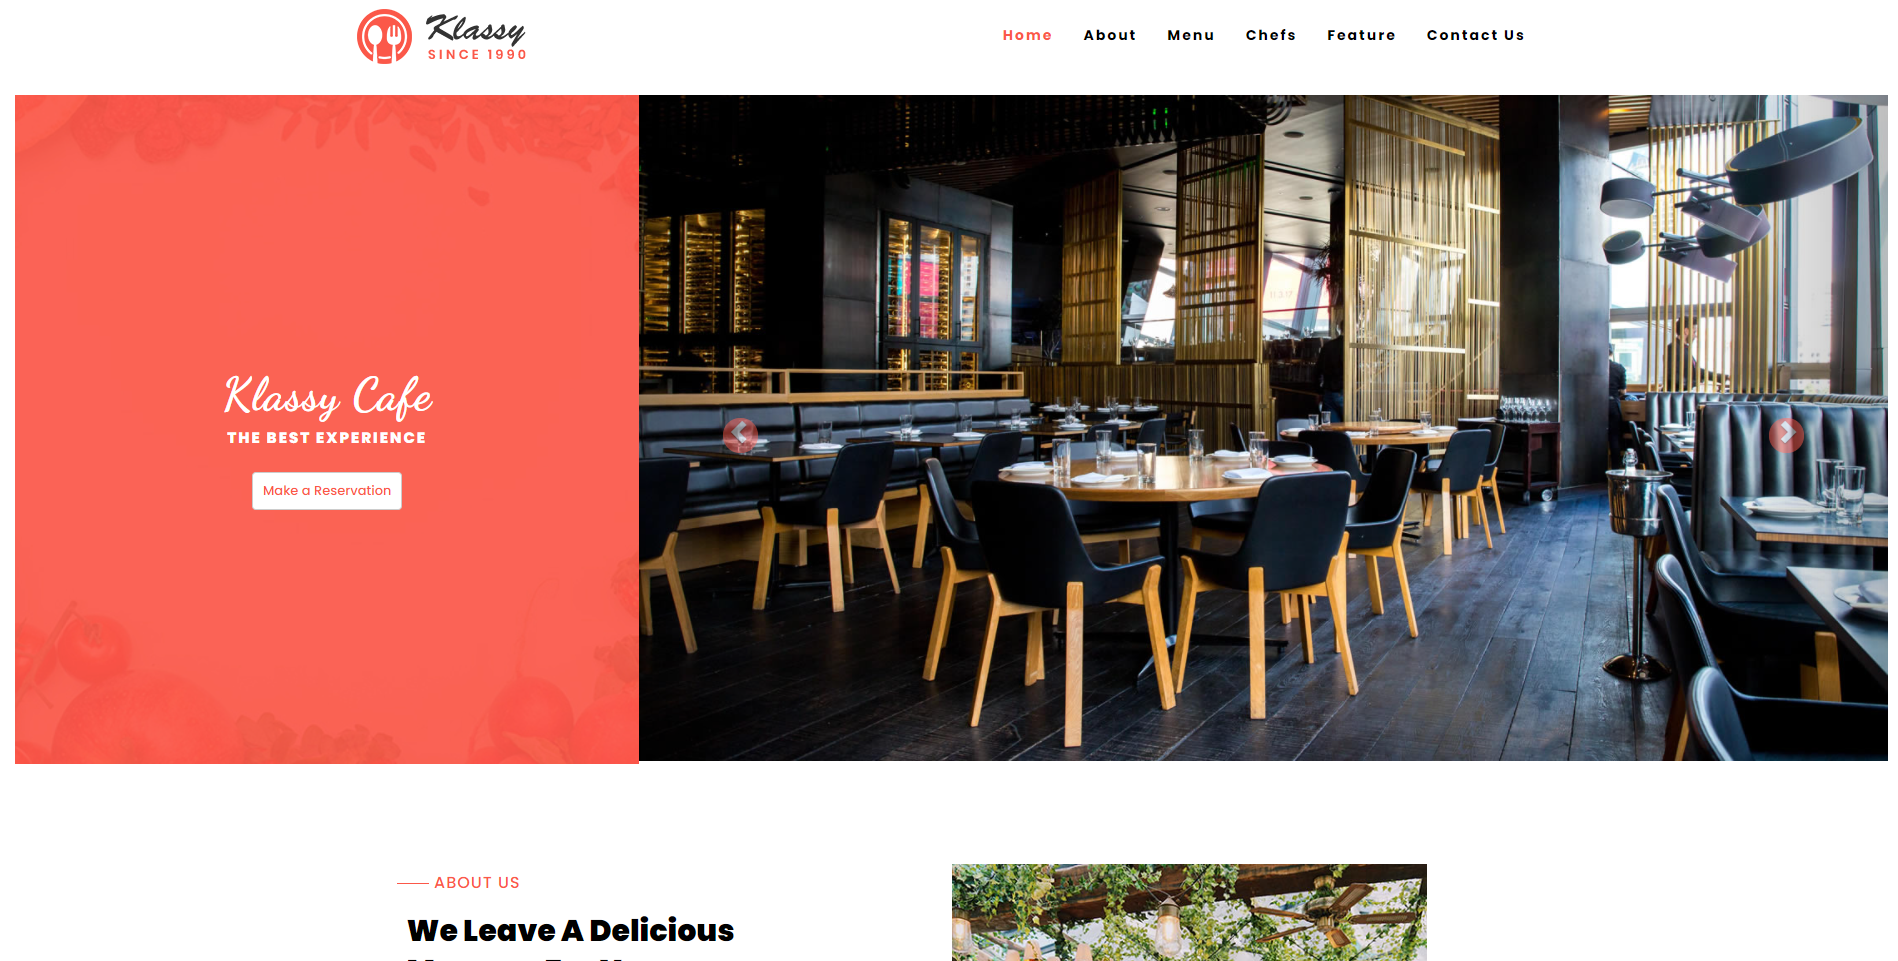 Klassy
SINCE 1990
Home About Menu Chefs Feature Contact Us
Klassy Cafe
THE BEST EXPERIENCE
Make a Reservation
ABOUT US
We Leave A Delicious